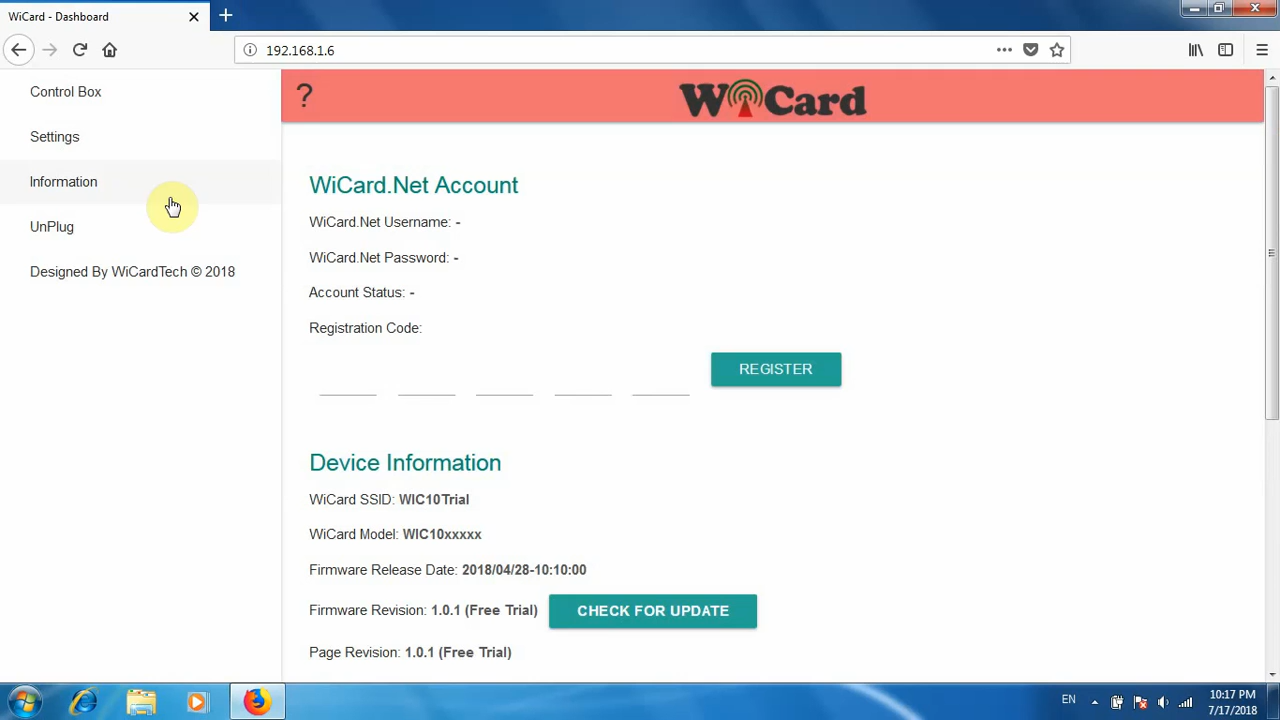 WiCard - Dashboard
192.168.1.6
Control Box
Settings
Information
UnPlug
Designed By WiCardTech © 2018
?
WiCard
WiCard.Net Account
WiCard.Net Username: -
WiCard.Net Password: -
Account Status: -
Registration Code:
REGISTER
Device Information
WiCard SSID: WIC10Trial
WiCard Model: WIC10xxxxx
Firmware Release Date: 2018/04/28-10:10:00
Firmware Revision: 1.0.1 (Free Trial) CHECK FOR UPDATE
Page Revision: 1.0.1 (Free Trial)
EN
10:17 PM
7/17/2018